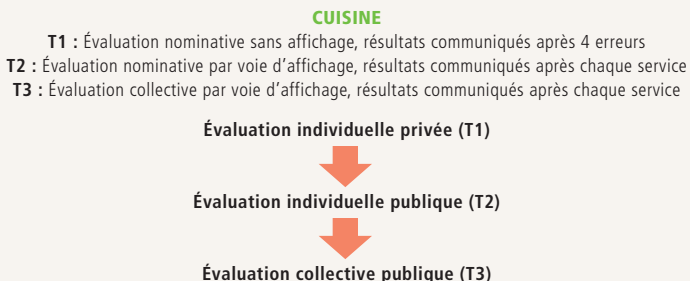 CUISINE
T1 : Évaluation nominative sans affichage, résultats communiqués après 4 erreurs
T2 : Évaluation nominative par voie d’affichage, résultats communiqués après chaque service
T3 : Évaluation collective par voie d’affichage, résultats communiqués après chaque service
Évaluation individuelle privée (T1)
Évaluation individuelle publique (T2)
Évaluation collective publique (T3)